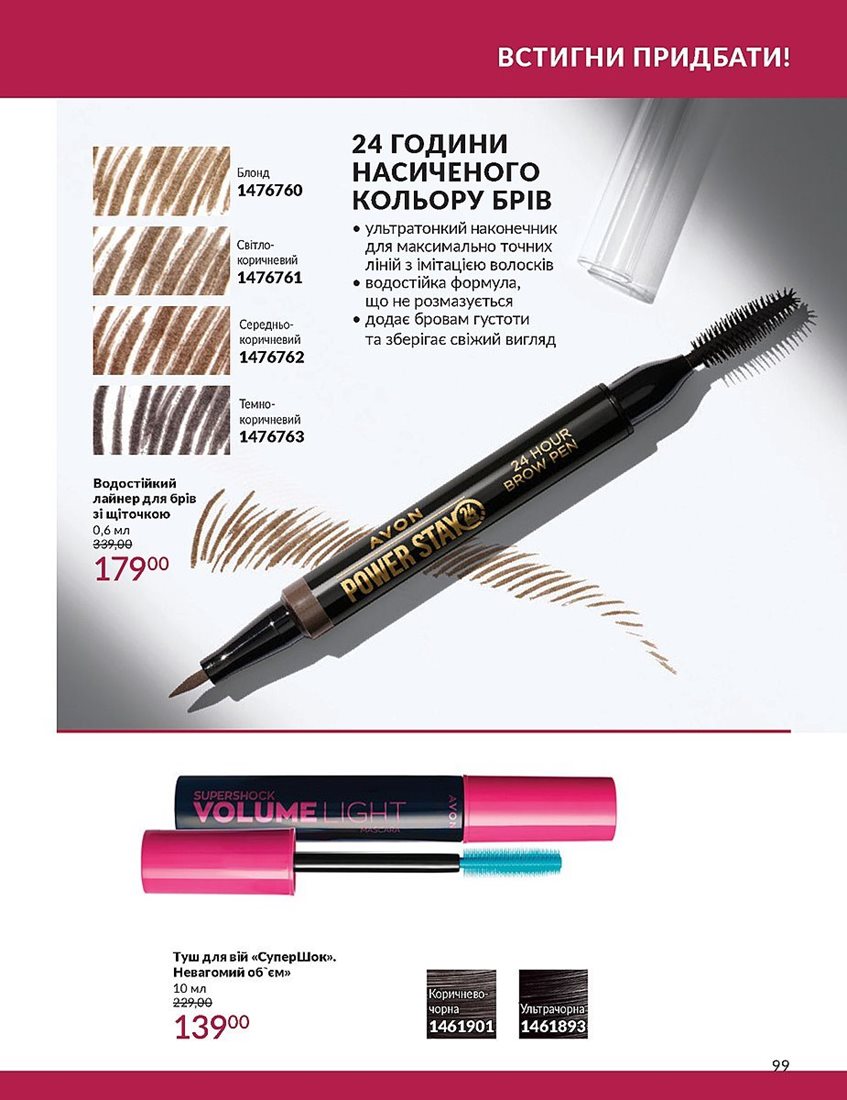 ВСТИГНИ ПРИДБАТИ!
24 ГОДИНИ
НАСИЧЕНОГО
КОЛЬОРУ БРІВ
• ультратонкий наконечник
для максимально точних
ліній з імітацією волосків
• водостійка формула,
що не розмазується
• додає бровам густоти
та зберігає свіжий вигляд
Блонд
1476760
Світло-
коричневий
1476761
Середньо-
коричневий
1476762
Темно-
коричневий
1476763
Водостійкий
лайнер для брів
зі щіточкою
0,6 мл
339,00
17900
24 HOUR
BROW PEN
AVON
POWER STAY 24
SUPERSHOCK
VOLUME LIGHT
MASCARA
AVON
Туш для вій «СуперШок».
Невагомий об`єм»
10 мл
229,00
13900
Коричнево-
чорна
1461901
Ультрачорна
1461893
99